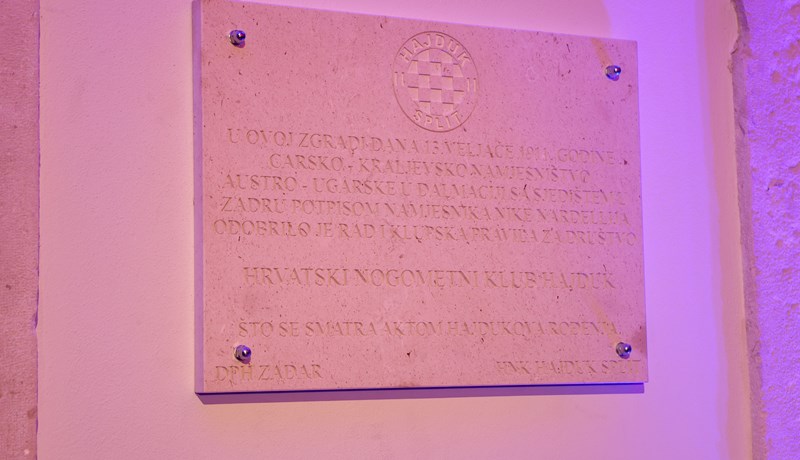 HAJDUK
SPLIT
U OVOJ ZGRADI DANA 13. VELJAČE 1911. GODINE
CARSKO - KRALJEVSKO NAMJESNIŠTVO
AUSTRO - UGARSKE U DALMACIJI SA SJEDIŠTEM U
ZADRU POTPISOM NAMJESNIKA NIKE NARDELLIJA
ODOBRILO JE RAD I KLUPSKA PRAVILA ZA DRUŠTVO
HRVATSKI NOGOMETNI KLUB HAJDUK
ŠTO SE SMATRA AKTOM HAJDUKOVA ROĐENJA.
DPH ZADAR
HNK HAJDUK SPLIT